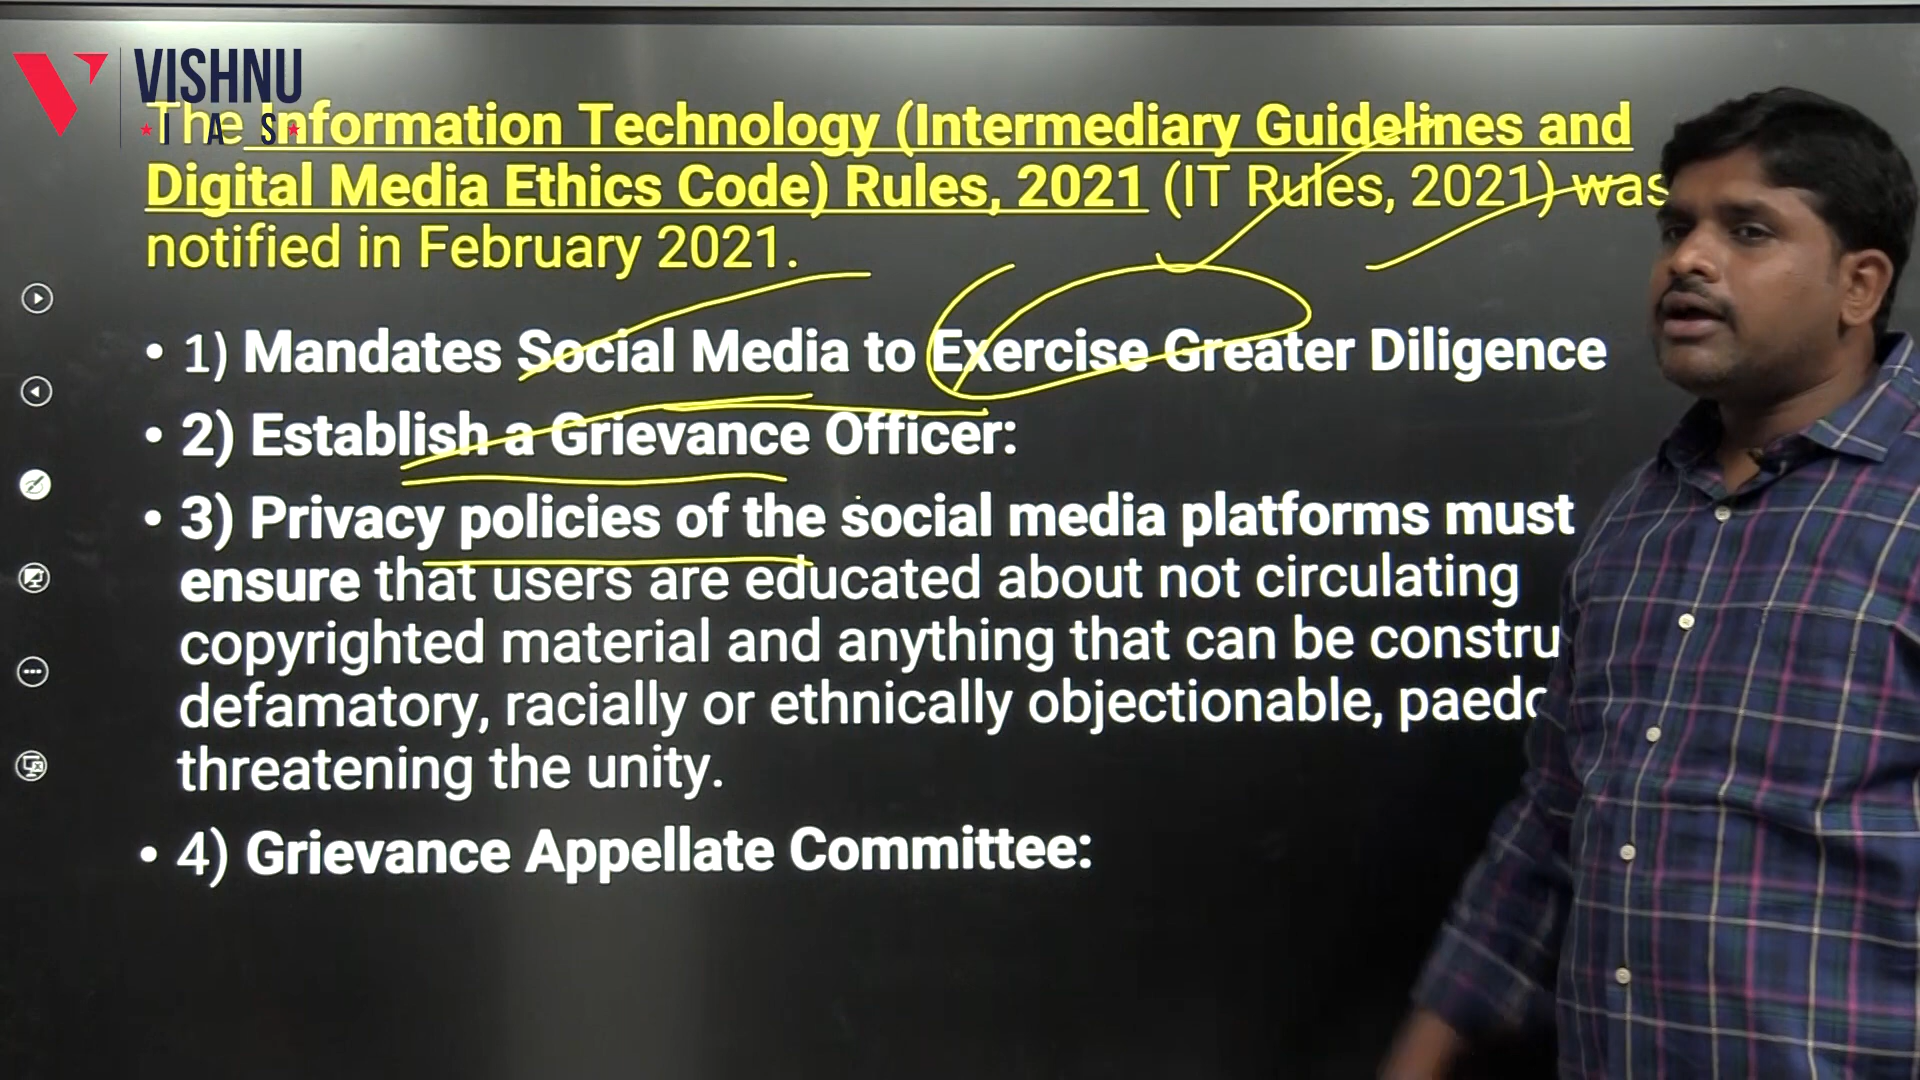 VISHNU
IAS
The Information Technology (Intermediary Guidelines and
Digital Media Ethics Code) Rules, 2021 (IT Rules, 2021) was
notified in February 2021.
• 1) Mandates Social Media to Exercise Greater Diligence
• 2) Establish a Grievance Officer:
• 3) Privacy policies of the social media platforms must
ensure that users are educated about not circulating
copyrighted material and anything that can be
defamatory, racially or ethnically objectionable,
threatening the unity.
• 4) Grievance Appellate Committee: